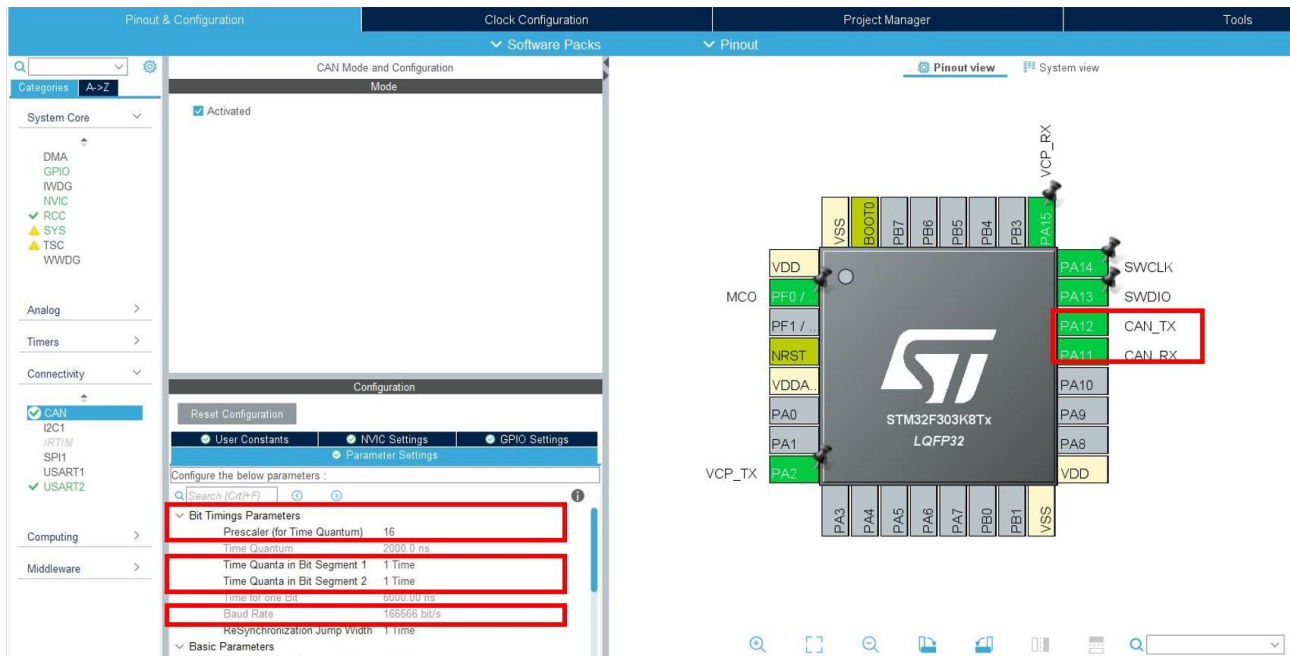 Pinout & Configuration
Clock Configuration
Project Manager
Tools
Software Packs
Pinout
Categories
A->Z
System Core
DMA
GPIO
IWDG
NVIC
RCC
SYS
TSC
WWDG
Analog
Timers
Connectivity
CAN
I2C1
IRTIM
SPI1
USART1
USART2
Computing
Middleware
CAN Mode and Configuration
Mode
Activated
Configuration
Reset Configuration
User Constants
NVIC Settings
GPIO Settings
Parameter Settings
Configure the below parameters :
Search (Crtl+F)
Bit Timings Parameters
Prescaler (for Time Quantum) 16
Time Quantum 2000.0 ns
Time Quanta in Bit Segment 1 1 Time
Time Quanta in Bit Segment 2 1 Time
Time for one Bit 6000.00 ns
Baud Rate 166666 bit/s
ReSynchronization Jump Width 1 Time
Basic Parameters
Pinout view
System view
VCP_RX
VSS
BOOT0
PB7
PB6
PB5
PB4
PB3
PA15
VDD
MCO
PF0 / ..
PF1 / ..
NRST
VDDA..
PA0
PA1
VCP_TX
PA2
PA14
SWCLK
PA13
SWDIO
PA12
CAN_TX
PA11
CAN_RX
PA10
PA9
PA8
VDD
ST
STM32F303K8Tx
LQFP32
PA3
PA4
PA5
PA6
PA7
PB0
PB1
VSS